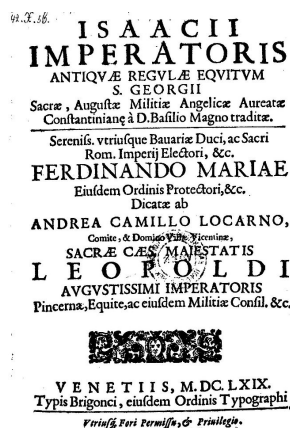 ISAACII
IMPERATORIS
ANTIQVÆ REGVLÆ EQVITVM
S. GEORGII
Sacræ, Augustæ Militiæ Angelicæ Aureatæ
Constantinianę à D. Basilio Magno traditæ.
Sereniss. vtriusque Bauariæ Duci, ac Sacri
Rom. Imperij Electori, &c.
FERDINANDO MARIAE
Eiusdem Ordinis Protectori, &c.
Dicatæ ab
ANDREA CAMILLO LOCARNO,
Comite, & Domino Vicentinæ,
SACRÆ CÆS MAIESTATIS
LEOPOLDI
AVGVSTISSIMI IMPERATORIS
Pincernæ, Equite, ac eiusdem Militiæ Consil. &c.
VENETIIS, M.DC.LXIX.
Typis Brigonci, eiusdem Ordinis Typographi
Vtriusq; Fori Permissu, & Priuilegio.